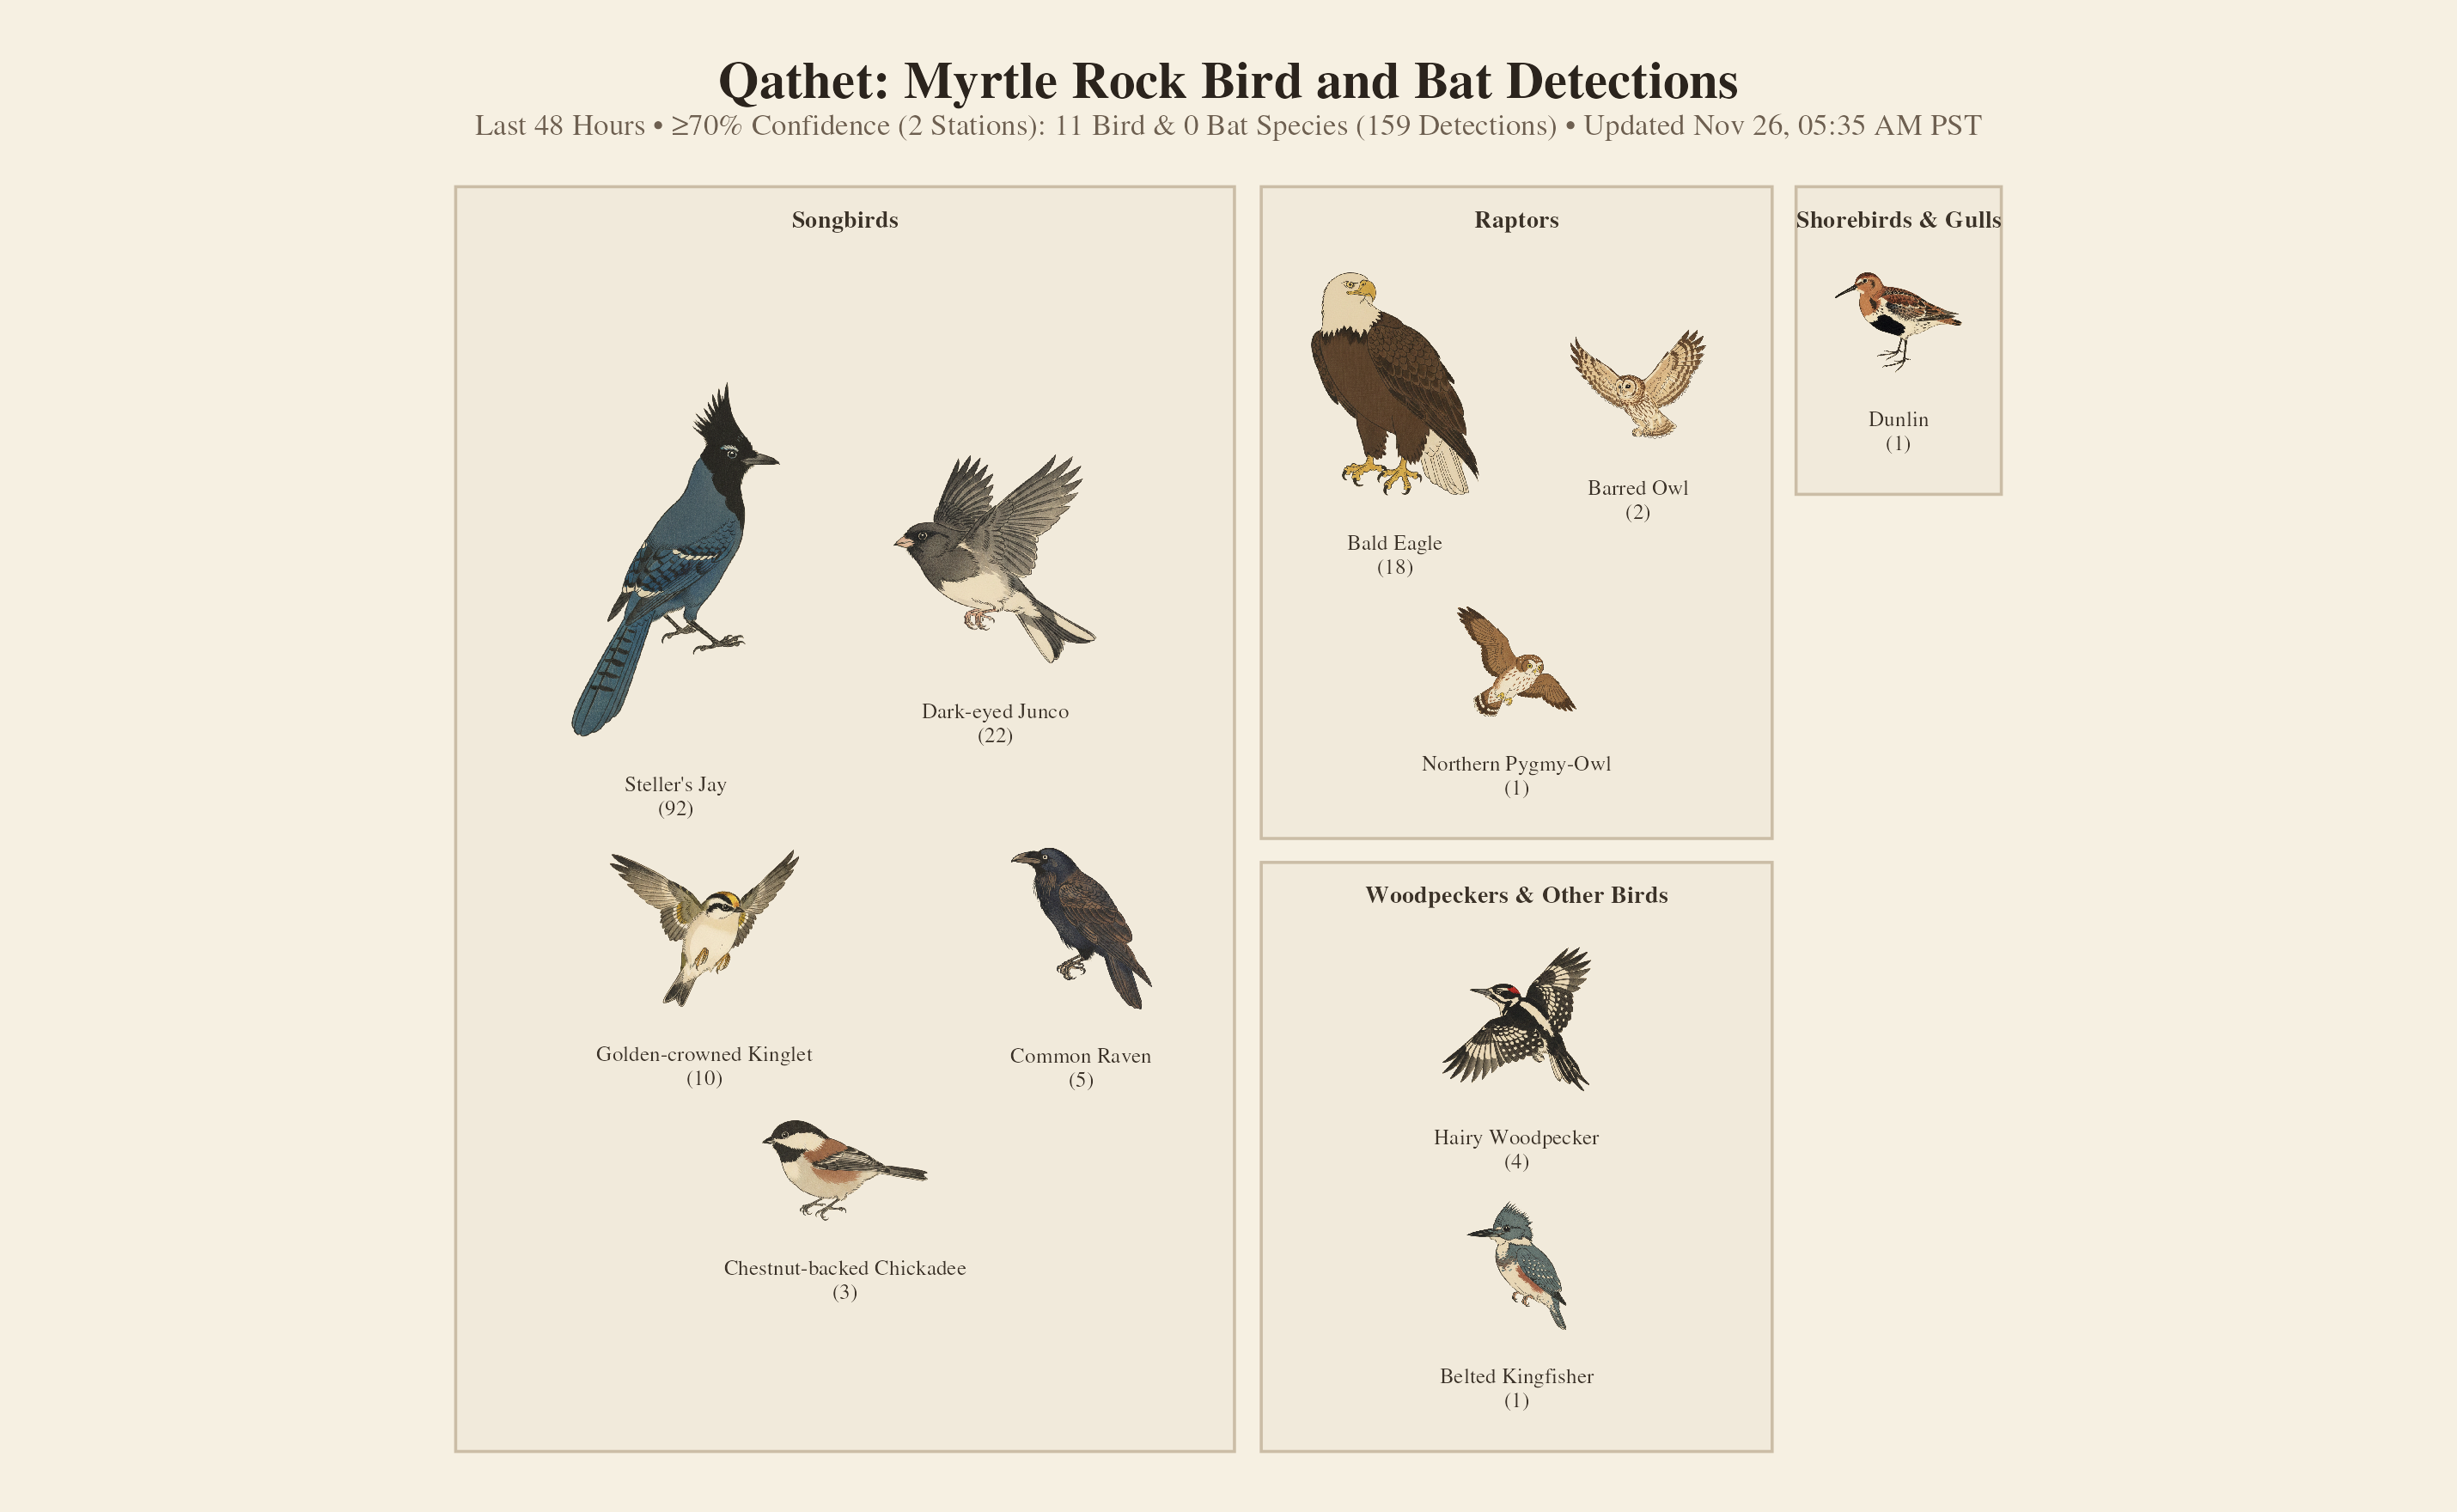 Qathet: Myrtle Rock Bird and Bat Detections
Last 48 Hours • ≥70% Confidence (2 Stations): 11 Bird & 0 Bat Species (159 Detections) • Updated Nov 26, 05:35 AM PST
Songbirds
Steller's Jay
(92)
Dark-eyed Junco
(22)
Golden-crowned Kinglet
(10)
Common Raven
(5)
Chestnut-backed Chickadee
(3)
Raptors
Bald Eagle
(18)
Barred Owl
(2)
Northern Pygmy-Owl
(1)
Woodpeckers & Other Birds
Hairy Woodpecker
(4)
Belted Kingfisher
(1)
Shorebirds & Gulls
Dunlin
(1)